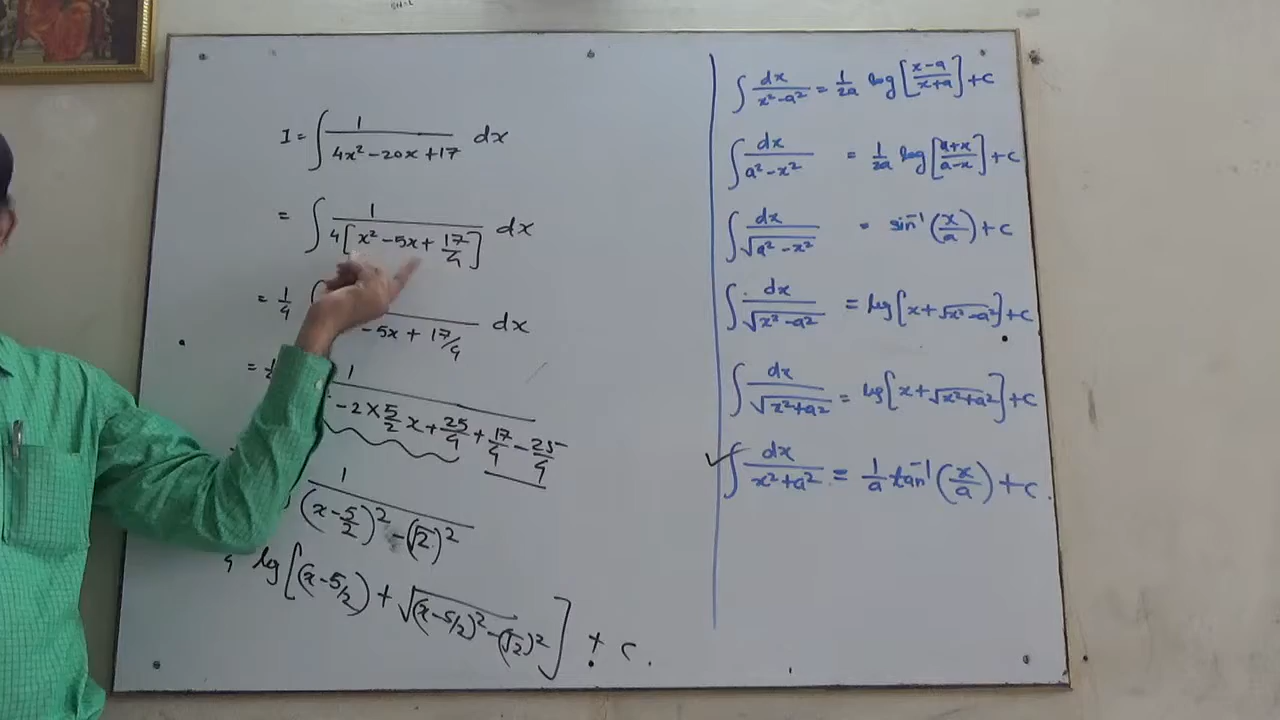 I = ∫ 1 / (4x² - 20x + 17) dx
= ∫ 1 / (4[x² - 5x + 17/4]) dx
= 1/4 ∫ - 5x + 17/4 dx
= 1 / - 2 × 5/2 x + 25/4 + 17/4 - 25/4
1 / ((x - 5/2)² - (√2)²)
log[(x - 5/2) + √((x - 5/2)² - (√2)²)] + c.
∫ dx / (x² - a²) = 1/2a log[(x - a)/(x + a)] + c
∫ dx / (a² - x²) = 1/2a log[(a + x)/(a - x)] + c
∫ dx / √(a² - x²) = sin⁻¹(x/a) + c
∫ dx / √(x² - a²) = log[x + √(x² - a²)] + c
∫ dx / √(x² + a²) = log[x + √(x² + a²)] + c
✓ ∫ dx / (x² + a²) = 1/a tan⁻¹(x/a) + c.